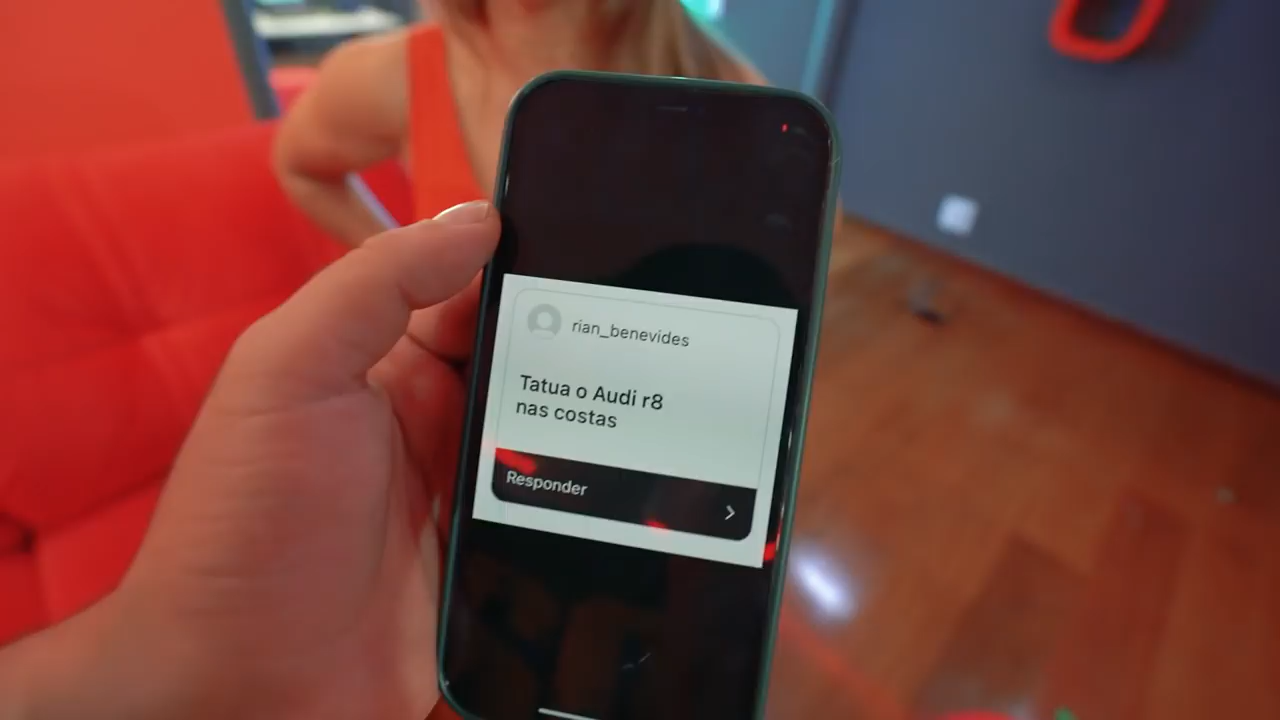 rian_benevides
Tatua o Audi r8
nas costas
Responder